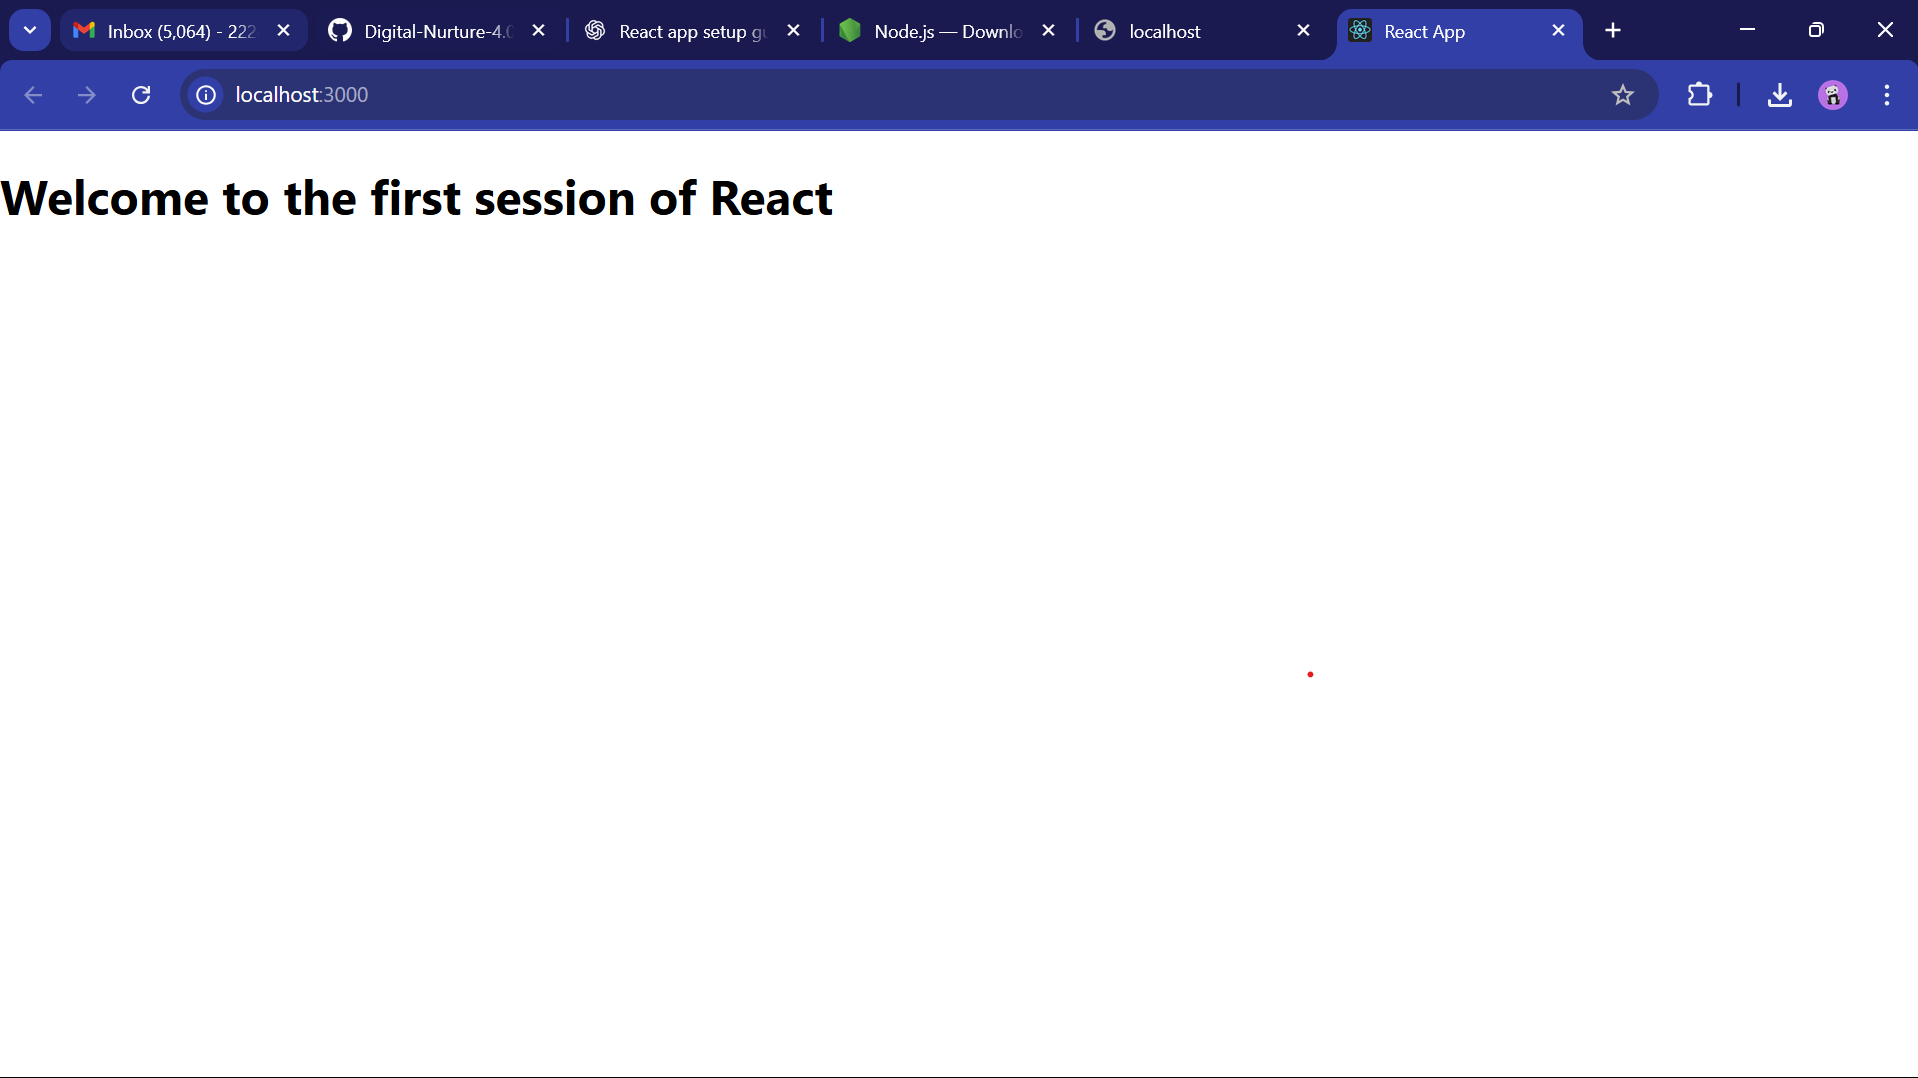 Inbox (5,064) - 222
Digital-Nurture-4.0
React app setup gu
Node.js — Downlo
localhost
React App
localhost:3000
Welcome to the first session of React